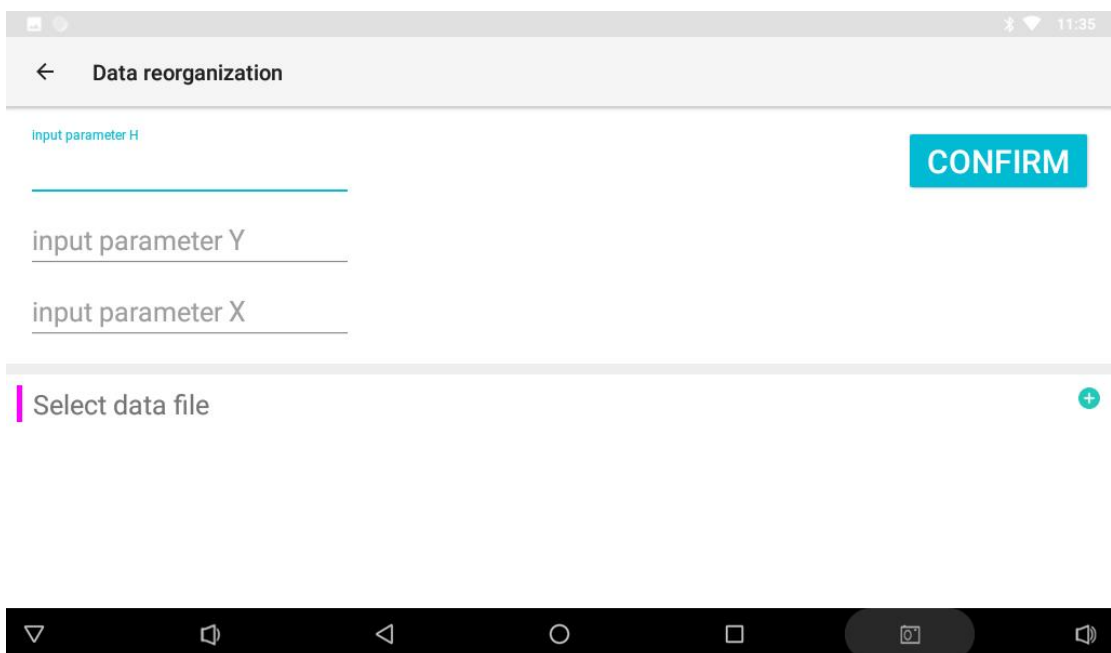 11:35
Data reorganization
input parameter H
CONFIRM
input parameter Y
input parameter X
Select data file